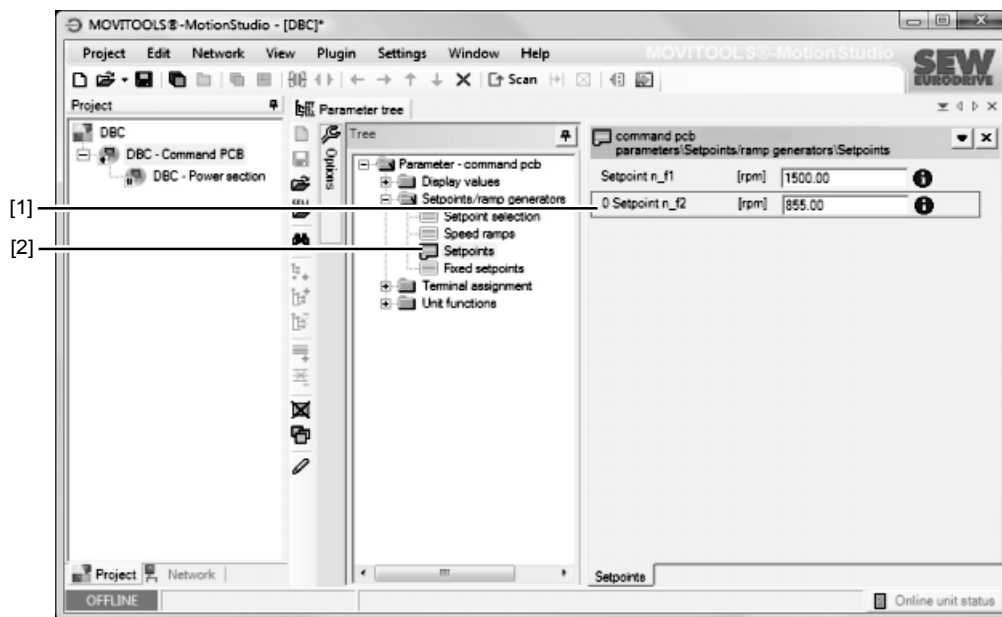 MOVITOOLS®-MotionStudio - [DBC]*
Project Edit Network View Plugin Settings Window Help
MOVITOOLS®-MotionStudio
SEW
EURODRIVE
Scan
Project
Parameter tree
DBC
DBC - Command PCB
DBC - Power section
Options
Tree
Parameter - command pcb
Display values
Setpoints/ramp generators
Setpoint selection
Speed ramps
Setpoints
Fixed setpoints
Terminal assignment
Unit functions
command pcb
parameters\Setpoints/ramp generators\Setpoints
Setpoint n_f1 [rpm] 1500.00
0 Setpoint n_f2 [rpm] 855.00
[1]
[2]
Project Network
Setpoints
OFFLINE
Online unit status